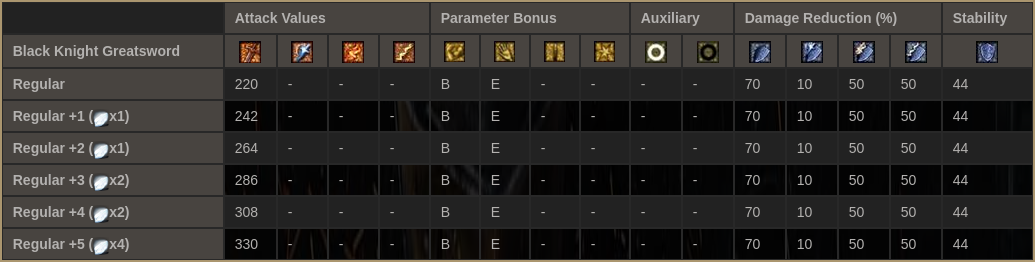 Attack Values Parameter Bonus Auxiliary Damage Reduction (%) Stability
Black Knight Greatsword
Regular 220 - - - B E - - - - 70 10 50 50 44
Regular +1 (x1) 242 - - - B E - - - - 70 10 50 50 44
Regular +2 (x1) 264 - - - B E - - - - 70 10 50 50 44
Regular +3 (x2) 286 - - - B E - - - - 70 10 50 50 44
Regular +4 (x2) 308 - - - B E - - - - 70 10 50 50 44
Regular +5 (x4) 330 - - - B E - - - - 70 10 50 50 44